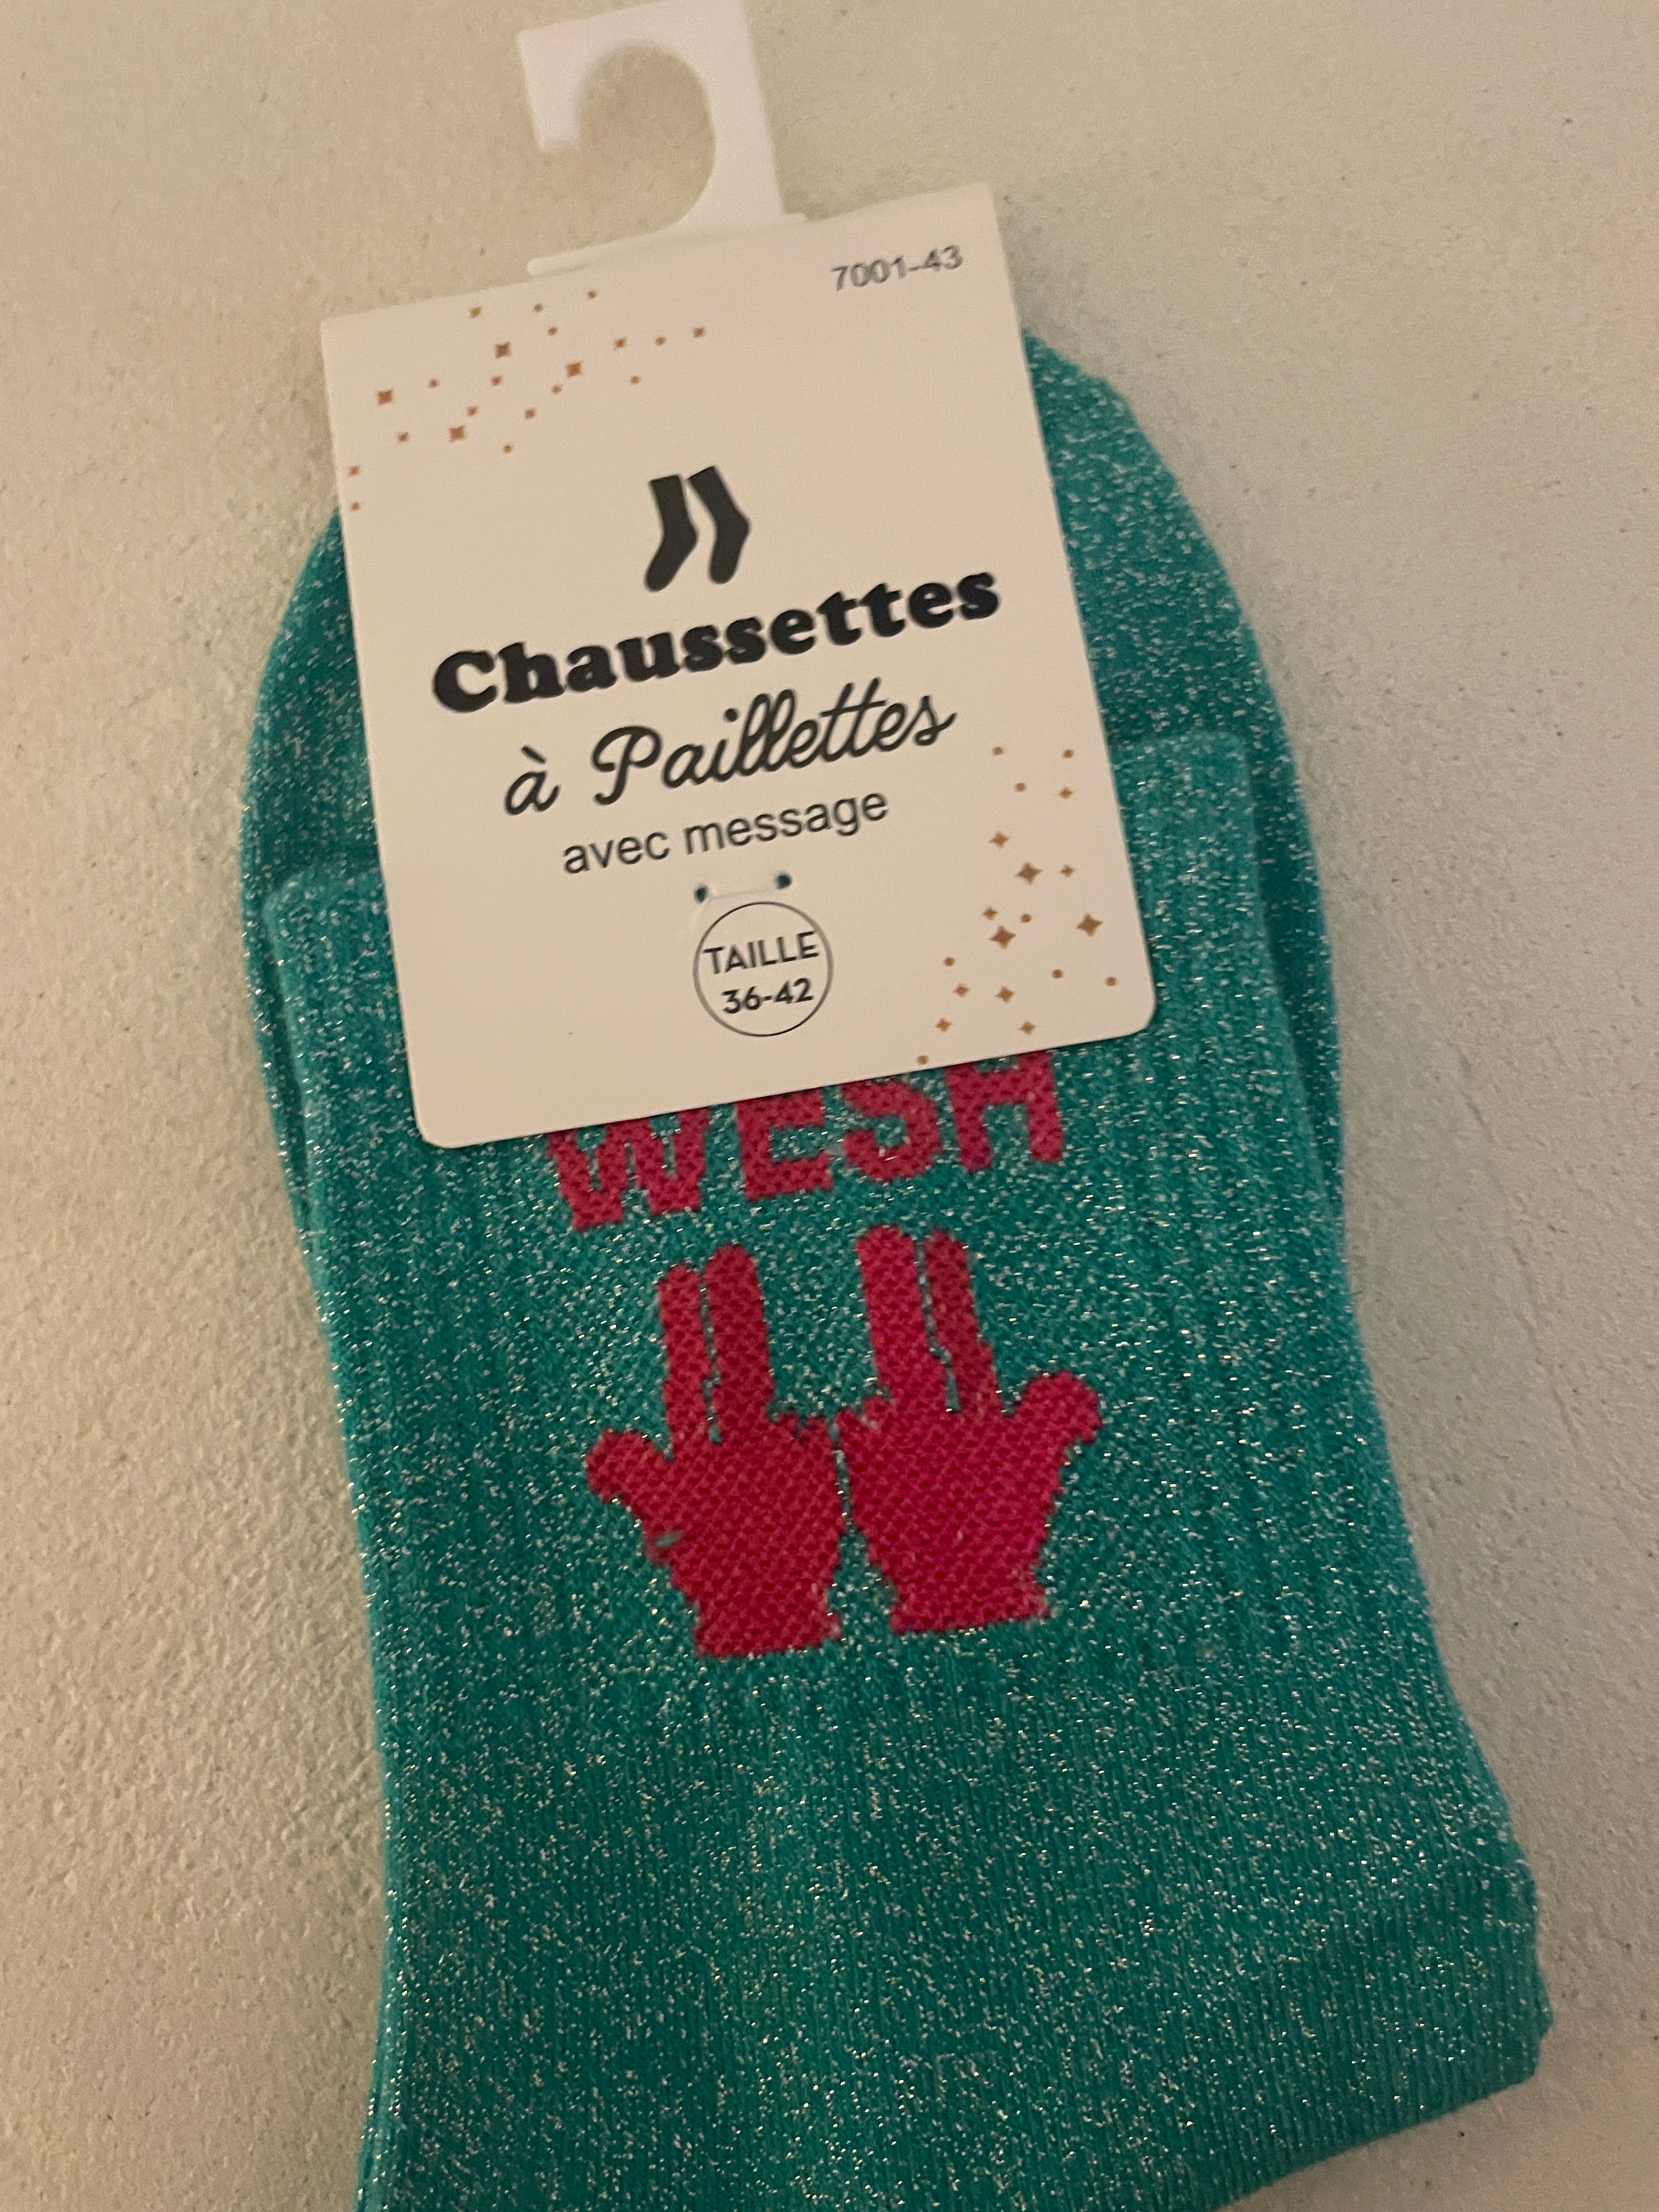 7001-43
Chaussettes
à Paillettes
avec message
TAILLE
36-42
WESH